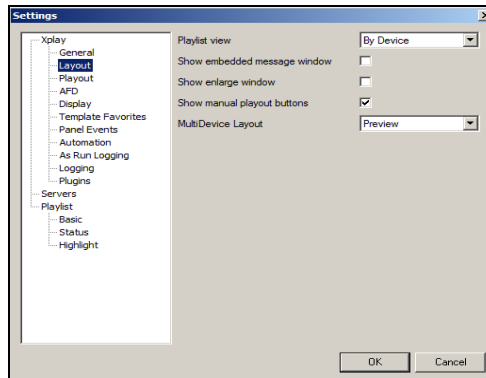 Settings
Xplay
General
Layout
Playout
AFD
Display
Template Favorites
Panel Events
Automation
As Run Logging
Logging
Plugins
Servers
Playlist
Basic
Status
Highlight
Playlist view
By Device
Show embedded message window
Show enlarge window
Show manual playout buttons
MultiDevice Layout
Preview
OK
Cancel